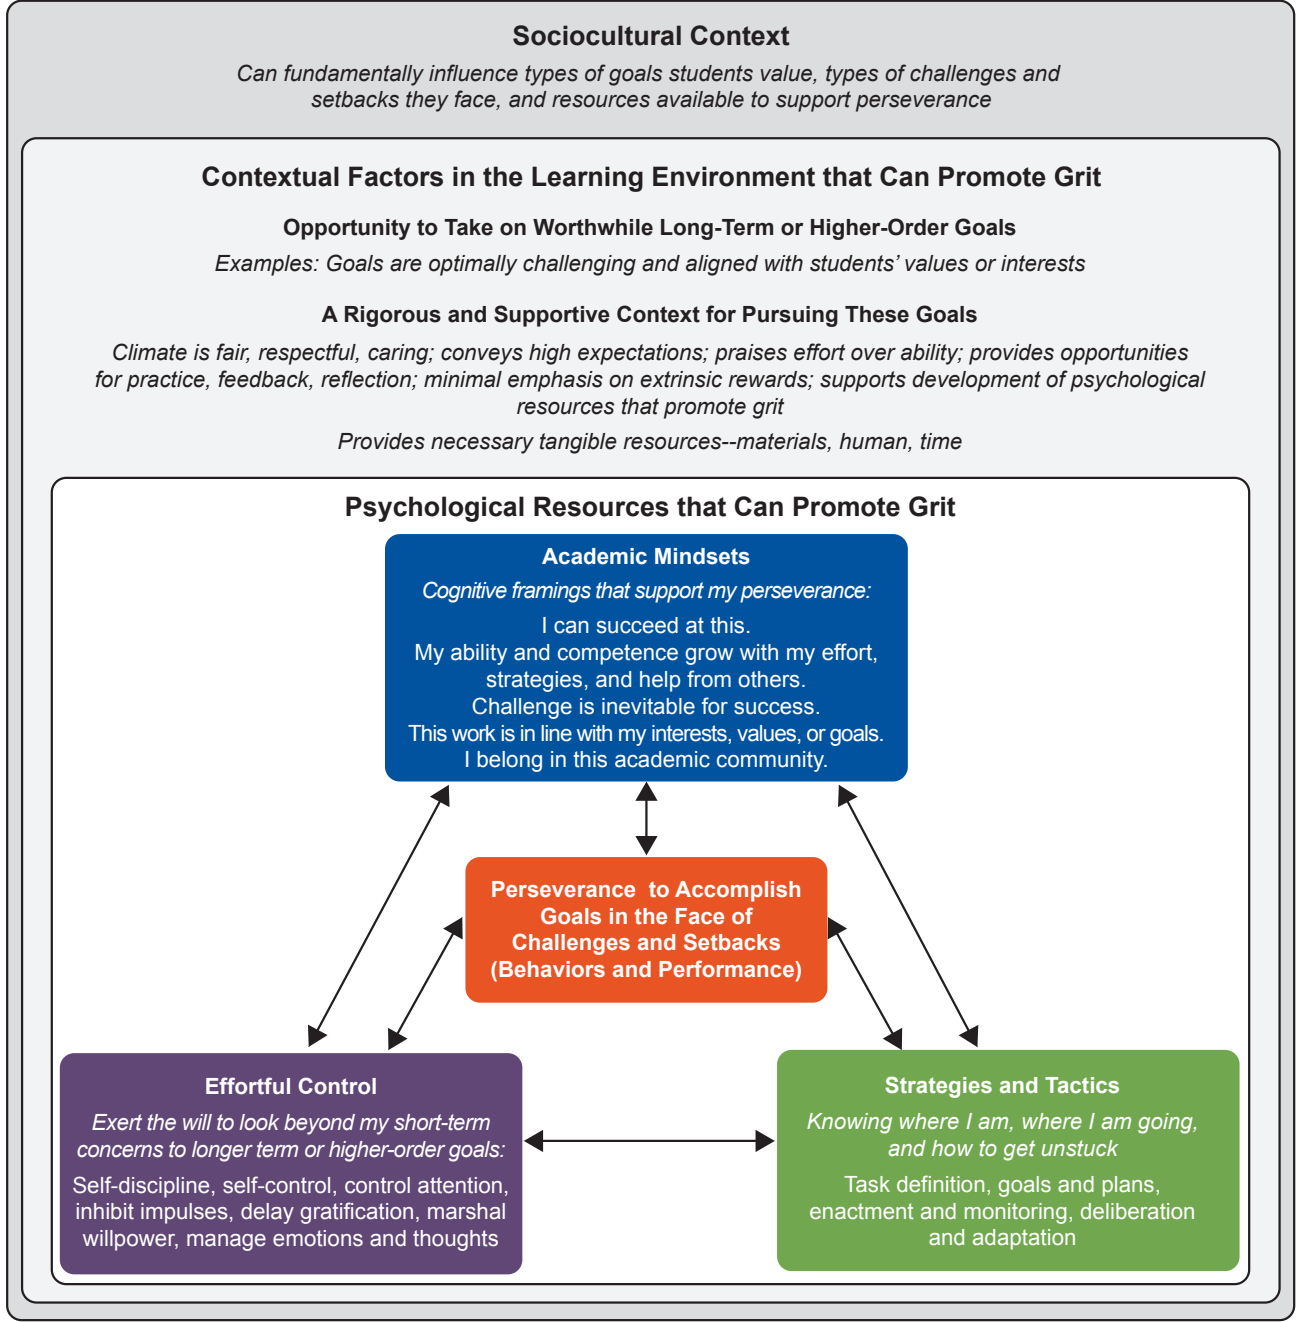 Sociocultural Context
Can fundamentally influence types of goals students value, types of challenges and
setbacks they face, and resources available to support perseverance
Contextual Factors in the Learning Environment that Can Promote Grit
Opportunity to Take on Worthwhile Long-Term or Higher-Order Goals
Examples: Goals are optimally challenging and aligned with students’ values or interests
A Rigorous and Supportive Context for Pursuing These Goals
Climate is fair, respectful, caring; conveys high expectations; praises effort over ability; provides opportunities
for practice, feedback, reflection; minimal emphasis on extrinsic rewards; supports development of psychological
resources that promote grit
Provides necessary tangible resources--materials, human, time
Psychological Resources that Can Promote Grit
Academic Mindsets
Cognitive framings that support my perseverance:
I can succeed at this.
My ability and competence grow with my effort,
strategies, and help from others.
Challenge is inevitable for success.
This work is in line with my interests, values, or goals.
I belong in this academic community.
Perseverance to Accomplish
Goals in the Face of
Challenges and Setbacks
(Behaviors and Performance)
Effortful Control
Exert the will to look beyond my short-term
concerns to longer term or higher-order goals:
Self-discipline, self-control, control attention,
inhibit impulses, delay gratification, marshal
willpower, manage emotions and thoughts
Strategies and Tactics
Knowing where I am, where I am going,
and how to get unstuck
Task definition, goals and plans,
enactment and monitoring, deliberation
and adaptation